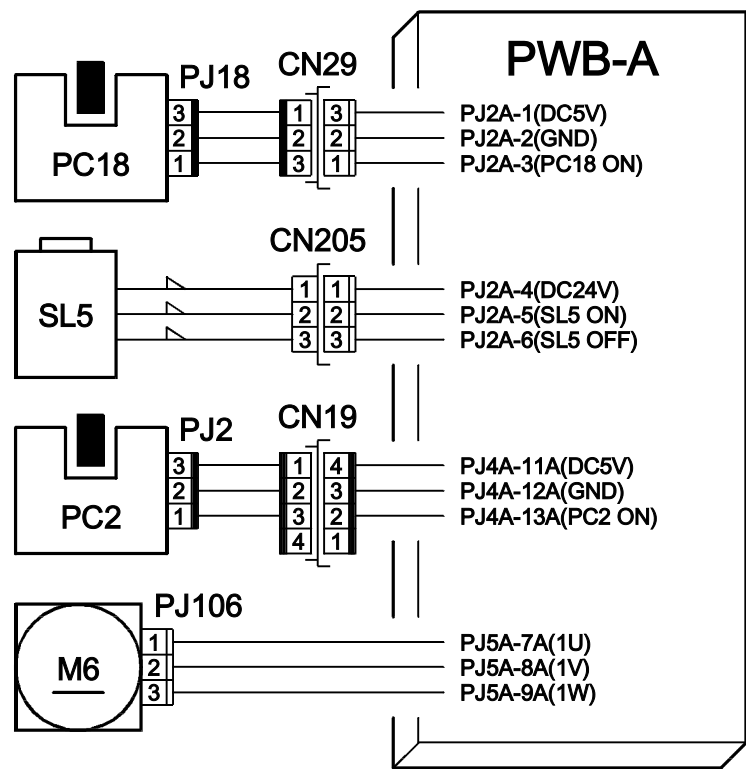 PWB-A
PJ18 CN29
PC18
3 1 3 PJ2A-1(DC5V)
2 2 2 PJ2A-2(GND)
1 3 1 PJ2A-3(PC18 ON)
CN205
SL5
1 1 PJ2A-4(DC24V)
2 2 PJ2A-5(SL5 ON)
3 3 PJ2A-6(SL5 OFF)
PJ2 CN19
PC2
3 1 4 PJ4A-11A(DC5V)
2 2 3 PJ4A-12A(GND)
1 3 2 PJ4A-13A(PC2 ON)
4 1
PJ106
M6
1 PJ5A-7A(1U)
2 PJ5A-8A(1V)
3 PJ5A-9A(1W)